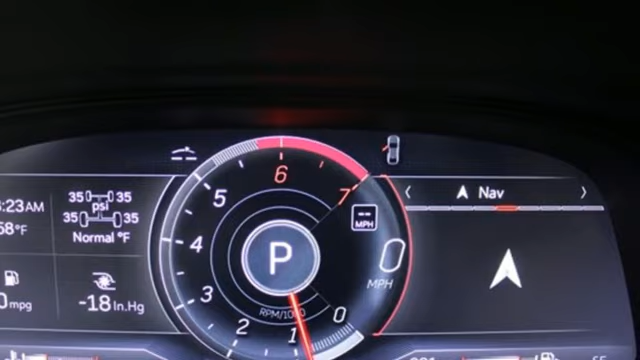 :23AM
58°F
35 35
psi
35 35
Normal °F
0 mpg
-18 In.Hg
6
5
7
4
3
2
1
0
P
RPM/1000
--
MPH
0
MPH
< Nav >